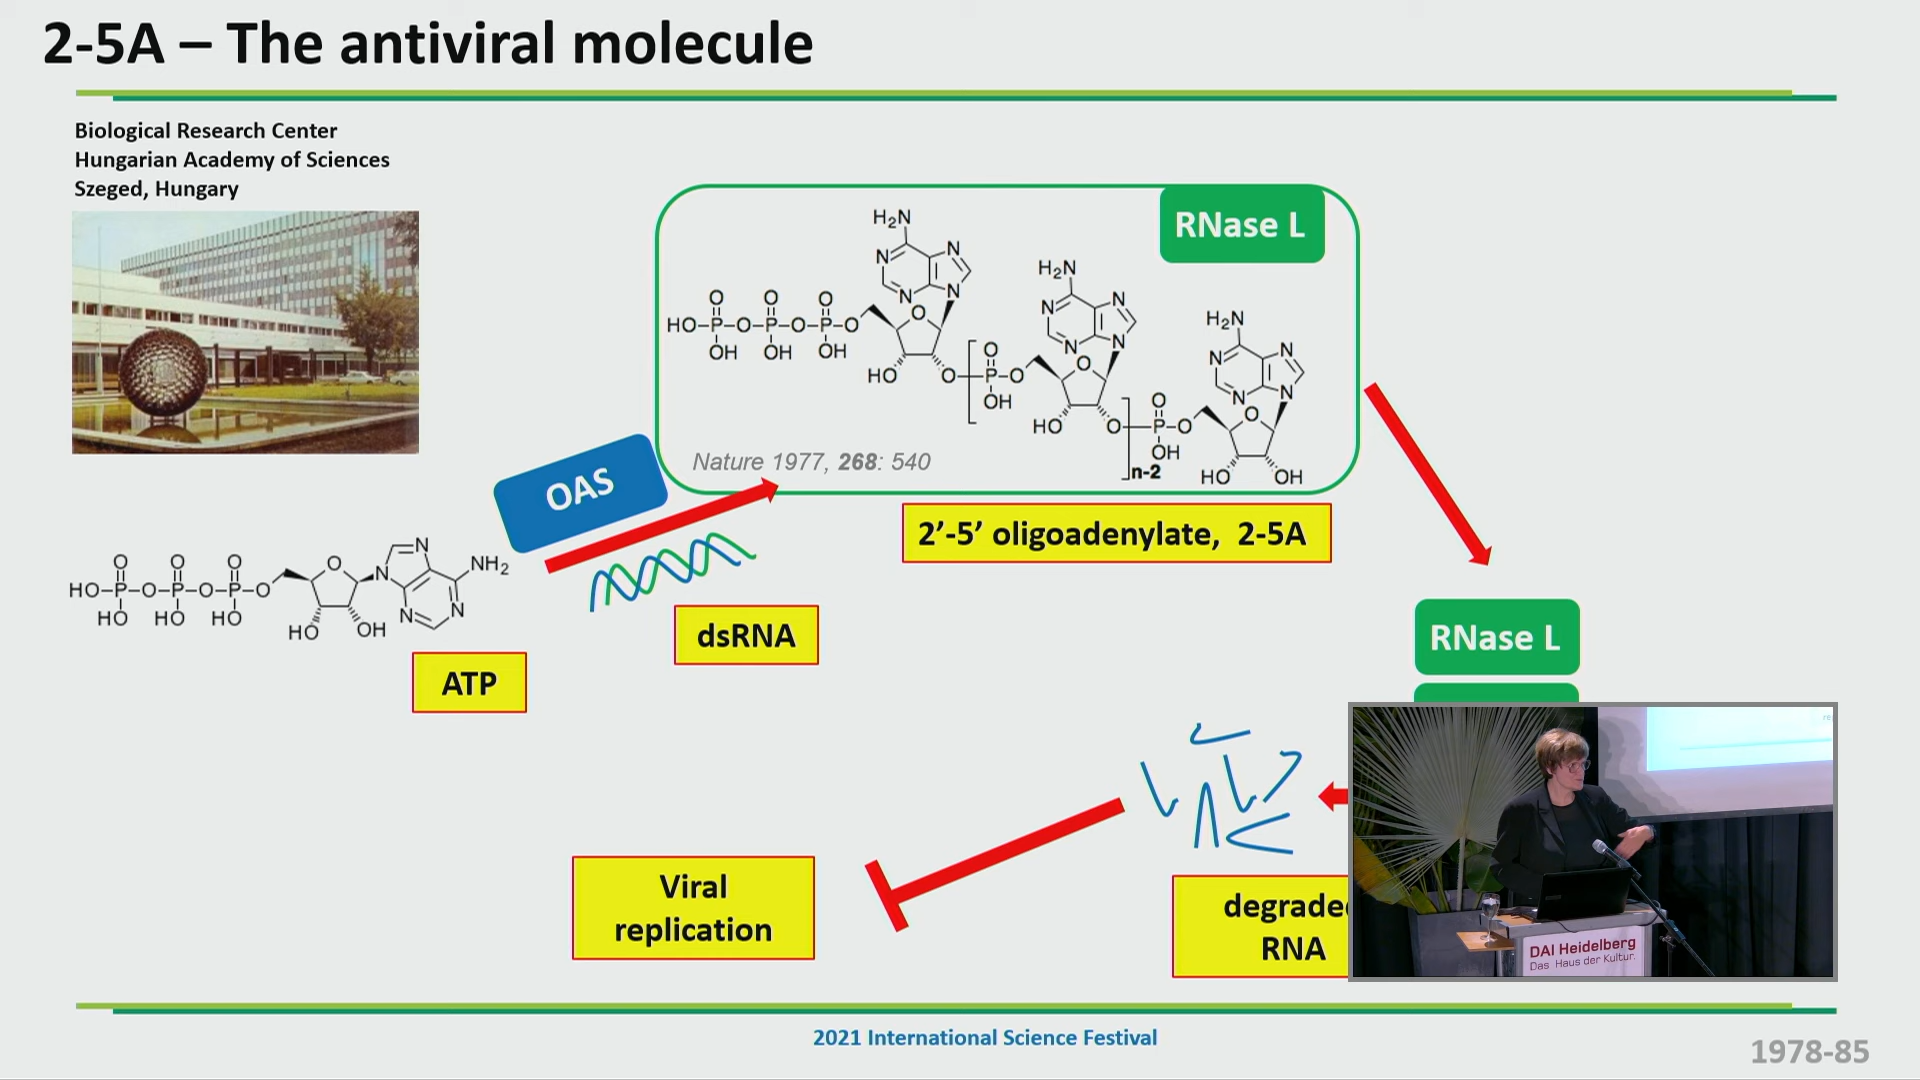 2-5A – The antiviral molecule
Biological Research Center
Hungarian Academy of Sciences
Szeged, Hungary
RNase L
H₂N
N
N
N
N
H₂N
N
N
N
N
H₂N
N
N
N
N
O
O
O
HO–P–O–P–O–P–O
OH
OH
OH
O
HO
O
O
P–O
OH
O
HO
O
O
P–O
OH
O
HO
OH
n-2
Nature 1977, 268: 540
OAS
2’-5’ oligoadenylate, 2-5A
O
O
O
HO–P–O–P–O–P–O
HO
HO
HO
O
HO
OH
N
N
NH₂
N
N
dsRNA
ATP
RNase L
Viral
replication
RNA
DAI Heidelberg
Das Haus der Kultur.
2021 International Science Festival
1978-85